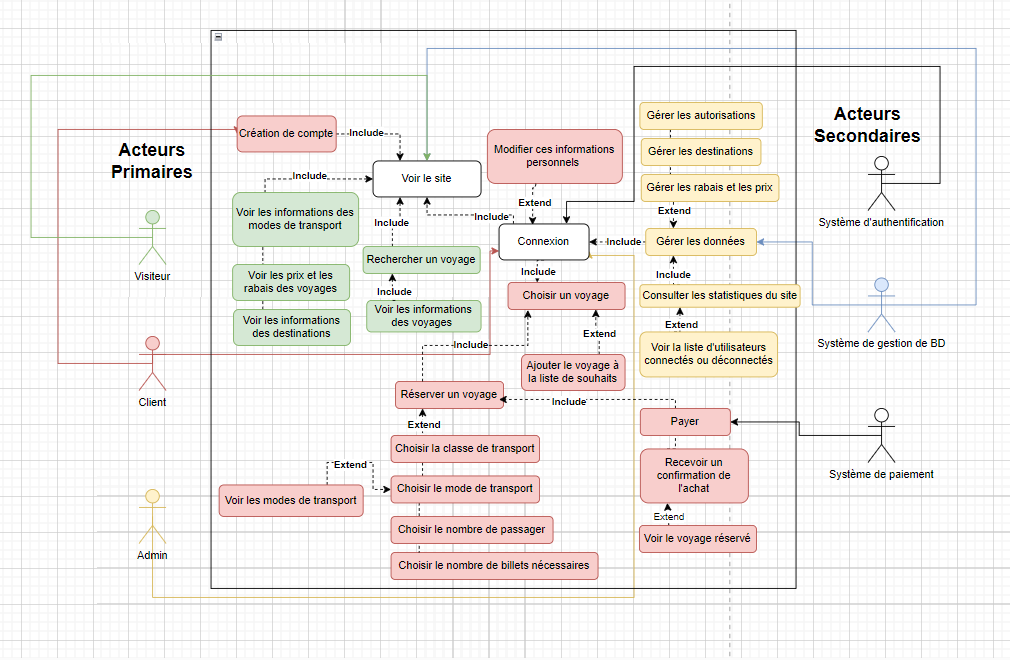 Acteurs
Primaires
Visiteur
Client
Admin
Création de compte
Include
Voir le site
Include
Voir les informations des
modes de transport
Voir les prix et les
rabais des voyages
Voir les informations
des destinations
Include
Rechercher un voyage
Include
Voir les informations
des voyages
Modifier ces informations
personnels
Extend
Include
Connexion
Include
Include
Choisir un voyage
Extend
Ajouter le voyage à
la liste de souhaits
Include
Réserver un voyage
Include
Extend
Choisir la classe de transport
Extend
Choisir le mode de transport
Voir les modes de transport
Choisir le nombre de passager
Choisir le nombre de billets nécessaires
Gérer les autorisations
Gérer les destinations
Gérer les rabais et les prix
Extend
Gérer les données
Include
Consulter les statistiques du site
Extend
Voir la liste d'utilisateurs
connectés ou déconnectés
Payer
Recevoir un
confirmation de
l'achat
Extend
Voir le voyage réservé
Acteurs
Secondaires
Système d'authentification
Système de gestion de BD
Système de paiement